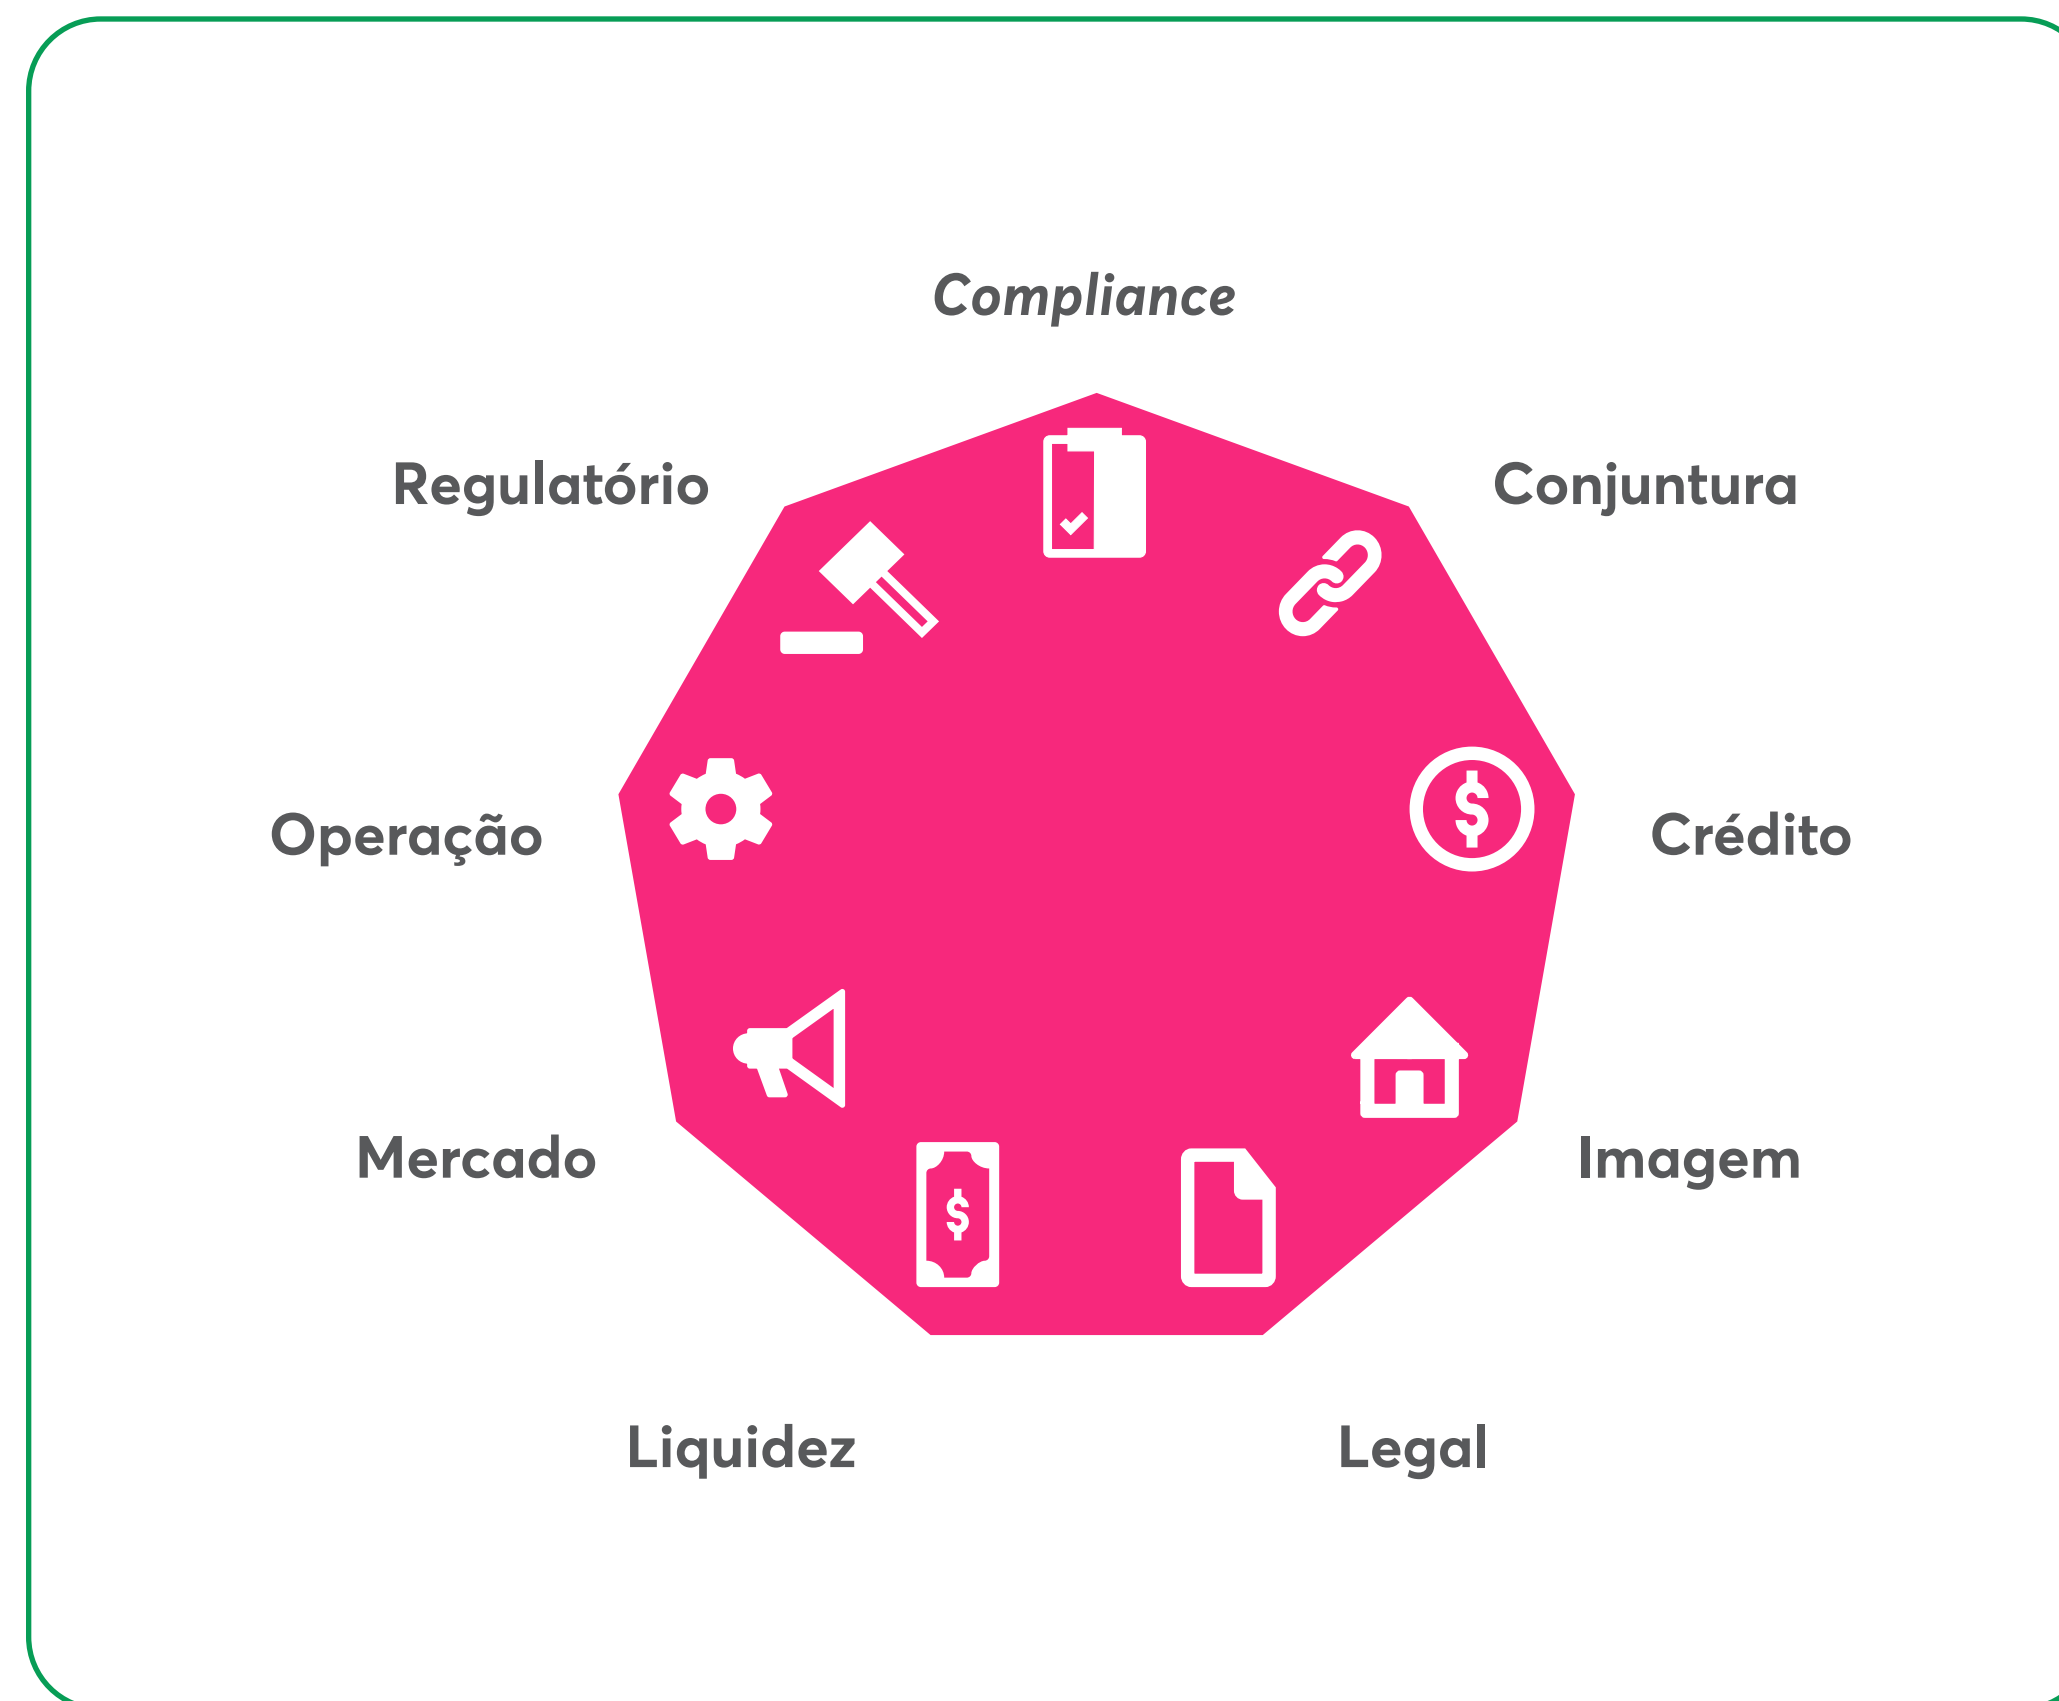 Compliance
Regulatório
Conjuntura
Operação
Crédito
Mercado
Imagem
Liquidez
Legal